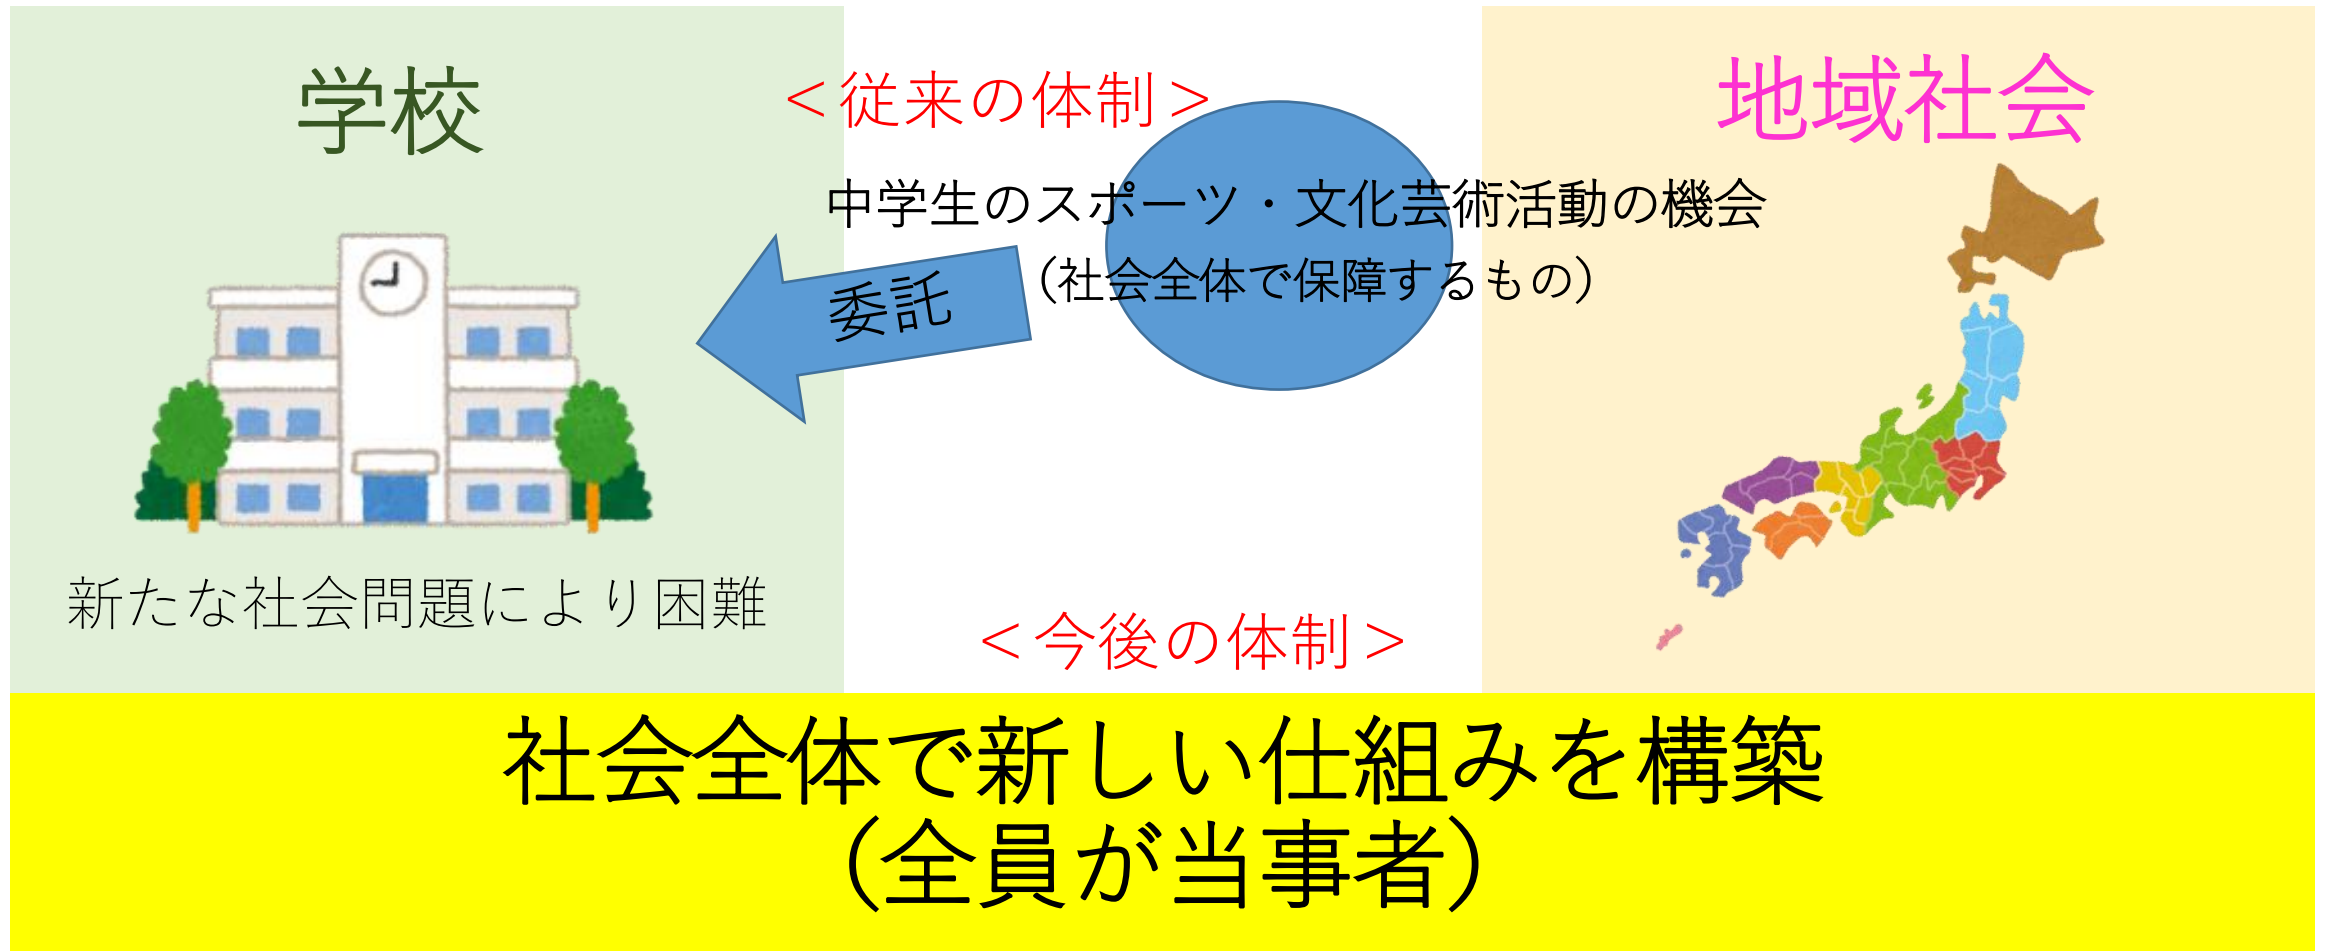 学校
＜従来の体制＞
地域社会
中学生のスポーツ・文化芸術活動の機会
（社会全体で保障するもの）
委託
新たな社会問題により困難
＜今後の体制＞
社会全体で新しい仕組みを構築
（全員が当事者）